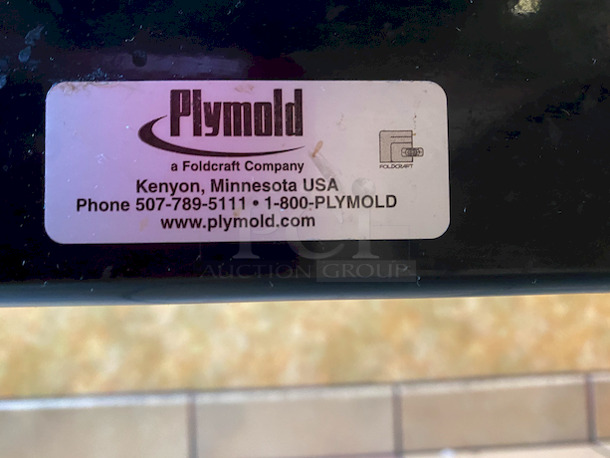 Plymold
a Foldcraft Company
FOLDCRAFT
Kenyon, Minnesota USA
Phone 507-789-5111 • 1-800-PLYMOLD
www.plymold.com
PCI
AUCTION GROUP